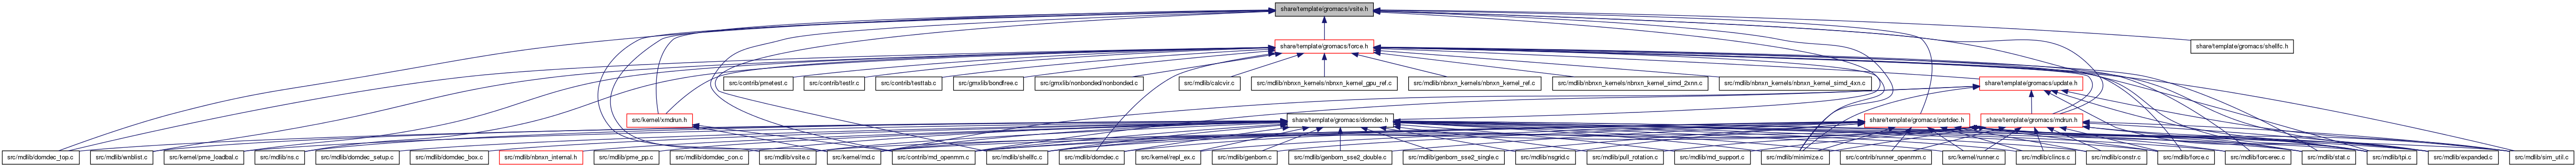 share/template/gromacs/vsite.h
share/template/gromacs/force.h
share/template/gromacs/shellfc.h
src/contrib/pmetest.c
src/contrib/testlr.c
src/contrib/testtab.c
src/gmxlib/bondfree.c
src/gmxlib/nonbonded/nonbonded.c
src/mdlib/calcvir.c
src/mdlib/nbnxn_kernels/nbnxn_kernel_gpu_ref.c
src/mdlib/nbnxn_kernels/nbnxn_kernel_ref.c
src/mdlib/nbnxn_kernels/nbnxn_kernel_simd_2xnn.c
src/mdlib/nbnxn_kernels/nbnxn_kernel_simd_4xn.c
share/template/gromacs/update.h
src/kernel/xmdrun.h
share/template/gromacs/domdec.h
share/template/gromacs/partdec.h
share/template/gromacs/mdrun.h
src/mdlib/domdec_top.c
src/mdlib/wnblist.c
src/kernel/pme_loadbal.c
src/mdlib/ns.c
src/mdlib/domdec_setup.c
src/mdlib/domdec_box.c
src/mdlib/nbnxn_internal.h
src/mdlib/pme_pp.c
src/mdlib/domdec_con.c
src/mdlib/vsite.c
src/kernel/md.c
src/contrib/md_openmm.c
src/mdlib/shellfc.c
src/mdlib/domdec.c
src/kernel/repl_ex.c
src/mdlib/genborn.c
src/mdlib/genborn_sse2_double.c
src/mdlib/genborn_sse2_single.c
src/mdlib/nsgrid.c
src/mdlib/pull_rotation.c
src/mdlib/md_support.c
src/mdlib/minimize.c
src/contrib/runner_openmm.c
src/kernel/runner.c
src/mdlib/clincs.c
src/mdlib/constr.c
src/mdlib/force.c
src/mdlib/forcerec.c
src/mdlib/stat.c
src/mdlib/tpi.c
src/mdlib/expanded.c
src/mdlib/sim_util.c